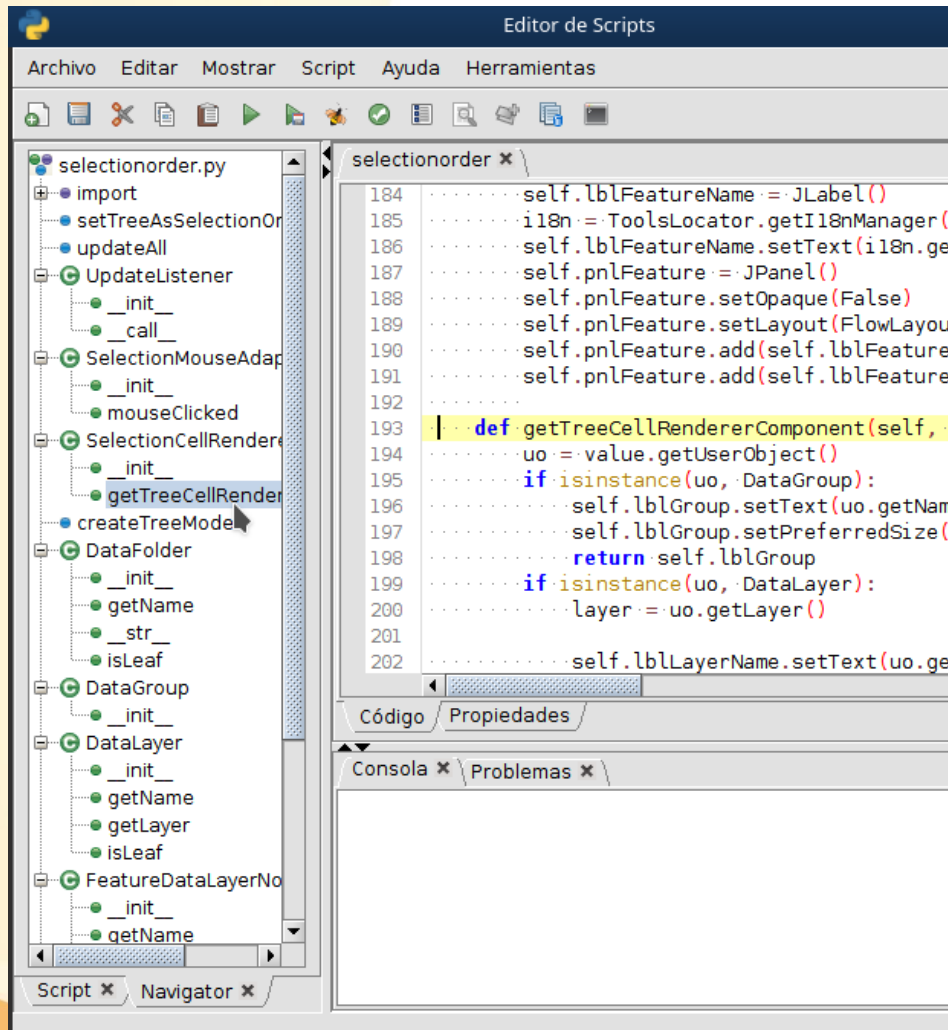 Editor de Scripts
Archivo Editar Mostrar Script Ayuda Herramientas
selectionorder.py
import
setTreeAsSelectionOr
updateAll
UpdateListener
__init__
__call_
SelectionMouseAdap
__init__
mouseClicked
SelectionCellRendere
__init__
getTreeCellRender
createTreeMode
DataFolder
__init__
getName
__str__
isLeaf
DataGroup
__init__
DataLayer
__init__
getName
getLayer
isLeaf
FeatureDataLayerNo
__init__
getName
Script Navigator
selectionorder
184 self.lblFeatureName = JLabel()
185 i18n = ToolsLocator.getI18nManager(
186 self.lblFeatureName.setText(i18n.ge
187 self.pnlFeature = JPanel()
188 self.pnlFeature.setOpaque(False)
189 self.pnlFeature.setLayout(FlowLayou
190 self.pnlFeature.add(self.lblFeature
191 self.pnlFeature.add(self.lblFeature
192
193 def getTreeCellRendererComponent(self,
194 uo = value.getUserObject()
195 if isinstance(uo, DataGroup):
196 self.lblGroup.setText(uo.getNam
197 self.lblGroup.setPreferredSize(
198 return self.lblGroup
199 if isinstance(uo, DataLayer):
200 layer = uo.getLayer()
201
202 self.lblLayerName.setText(uo.ge
Código Propiedades
Consola Problemas